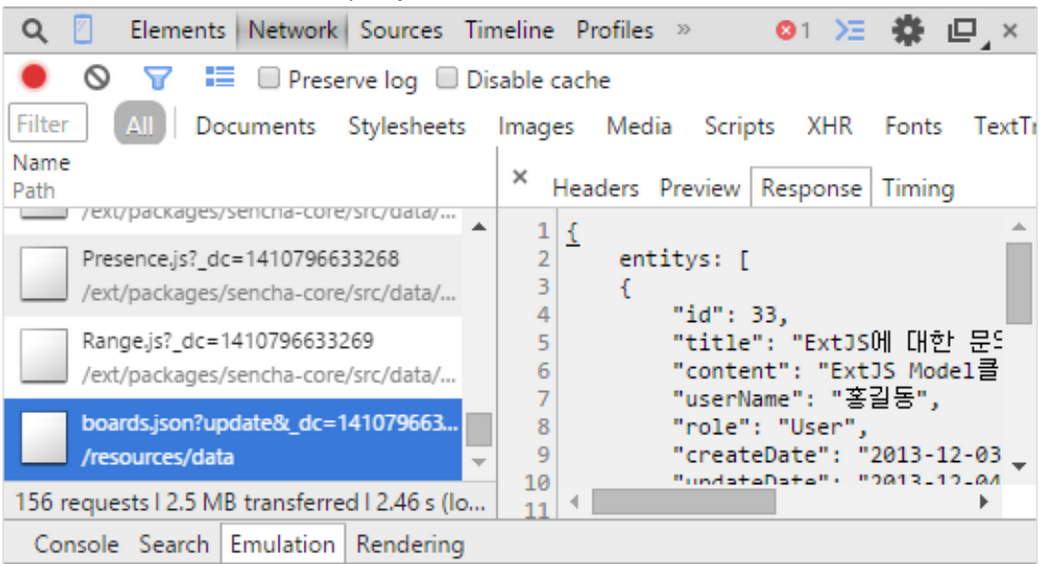 Elements Network Sources Timeline Profiles » 1
Preserve log Disable cache
Filter All Documents Stylesheets Images Media Scripts XHR Fonts TextTr
Name
Path
/ext/packages/sencha-core/src/data/...
Presence.js?_dc=1410796633268
/ext/packages/sencha-core/src/data/...
Range.js?_dc=1410796633269
/ext/packages/sencha-core/src/data/...
boards.json?update&_dc=141079663...
/resources/data
156 requests | 2.5 MB transferred | 2.46 s (lo...
× Headers Preview Response Timing
1 {
2 entitys: [
3 {
4 "id": 33,
5 "title": "ExtJS에 대한
6 "content": "ExtJS Model클
7 "userName": "홍길동",
8 "role": "User",
9 "createDate": "2013-12-03
10 "updateDate": "2013-12-04
11
Console Search Emulation Rendering